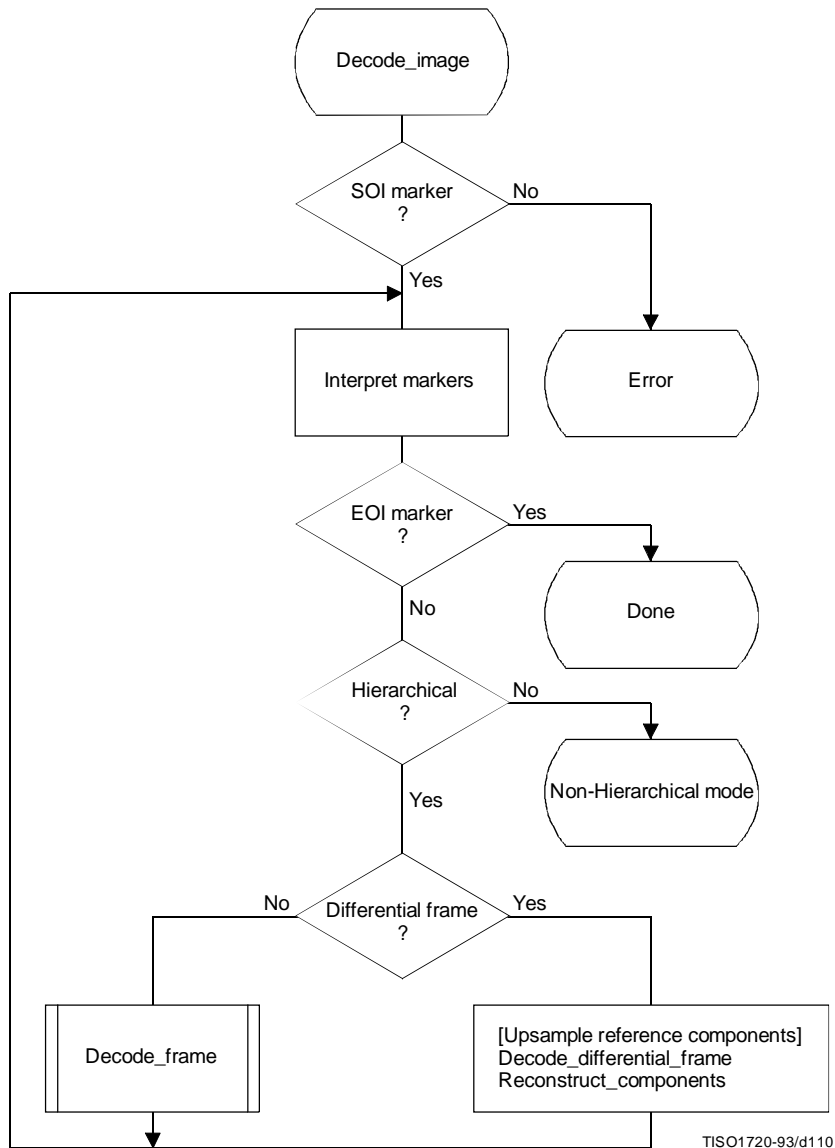 Decode_image
SOI marker
?
No
Yes
Interpret markers
Error
EOI marker
?
Yes
No
Done
Hierarchical
?
No
Yes
Non-Hierarchical mode
No
Differential frame
?
Yes
Decode_frame
[Upsample reference components]
Decode_differential_frame
Reconstruct_components
TISO1720-93/d110